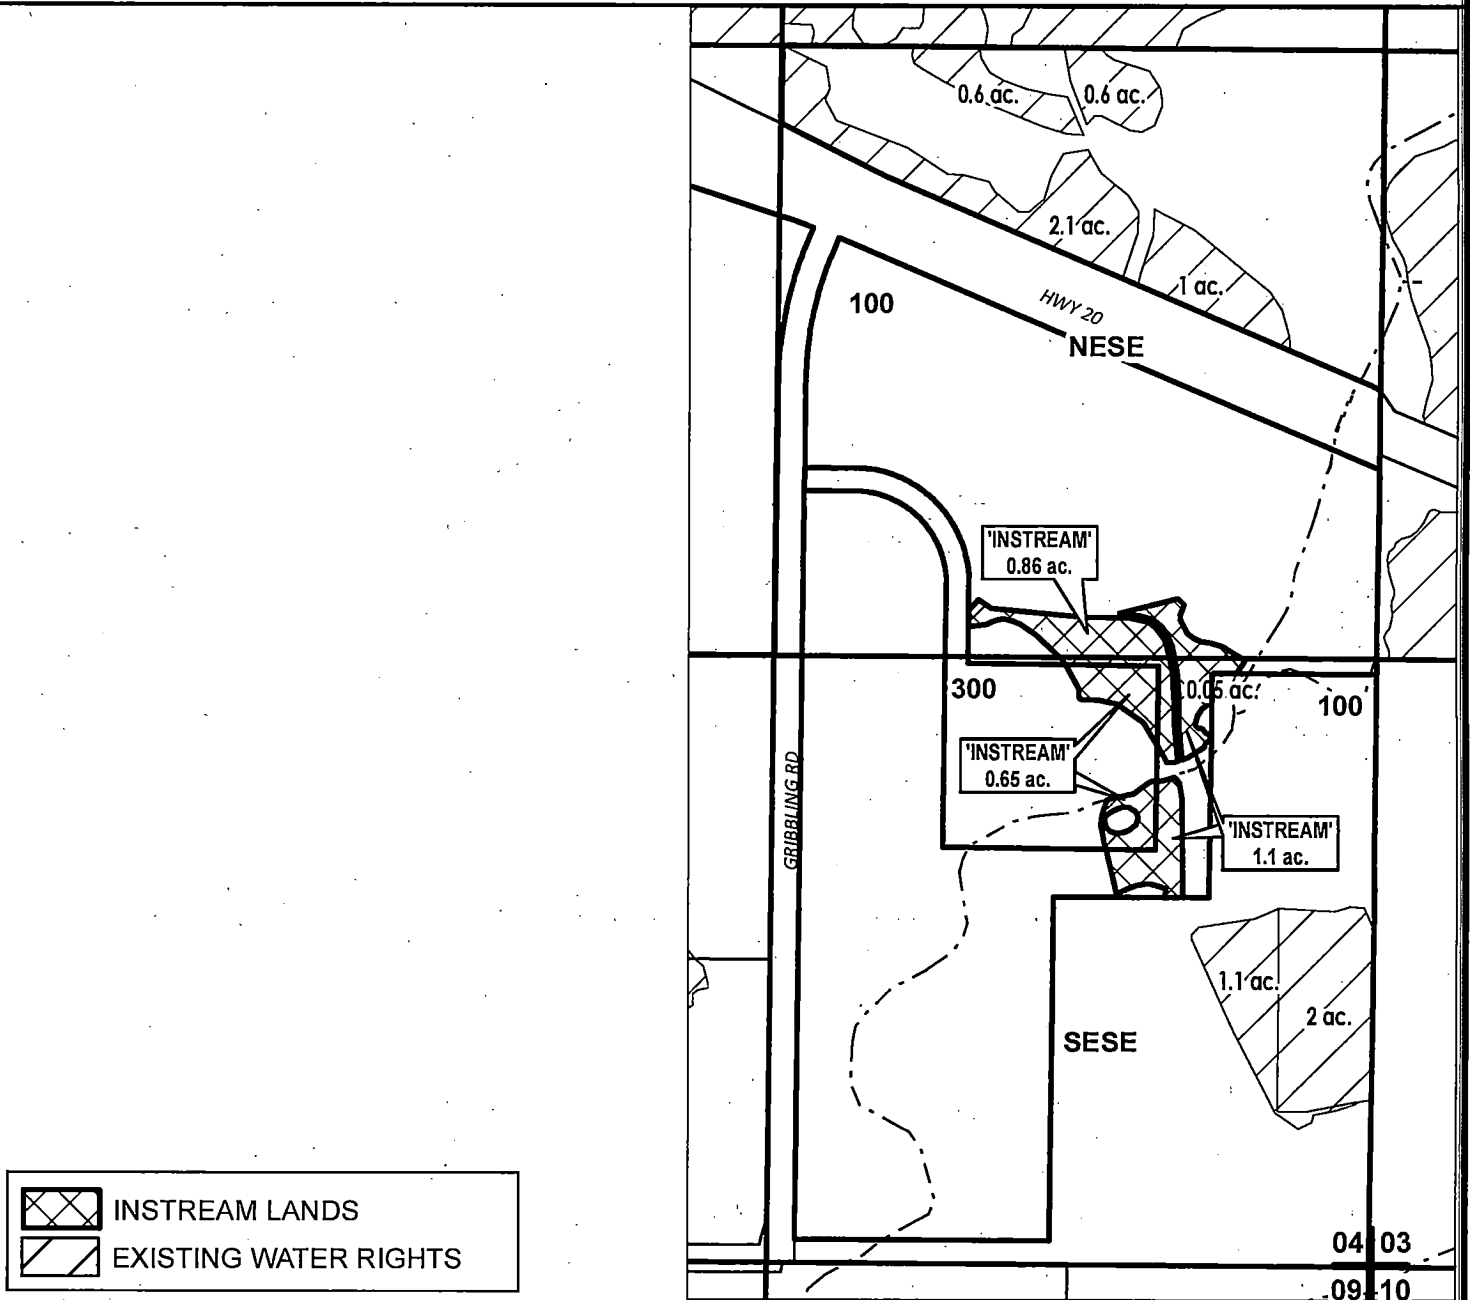 0.6 ac.
0.6 ac.
2.1 ac.
1 ac.
100
HWY 20
NESE
'INSTREAM'
0.86 ac.
300
0.05 ac.
100
'INSTREAM'
0.65 ac.
GRIBBLING RD
'INSTREAM'
1.1 ac.
1.1 ac.
2 ac.
SESE
INSTREAM LANDS
EXISTING WATER RIGHTS
04 03
09 10